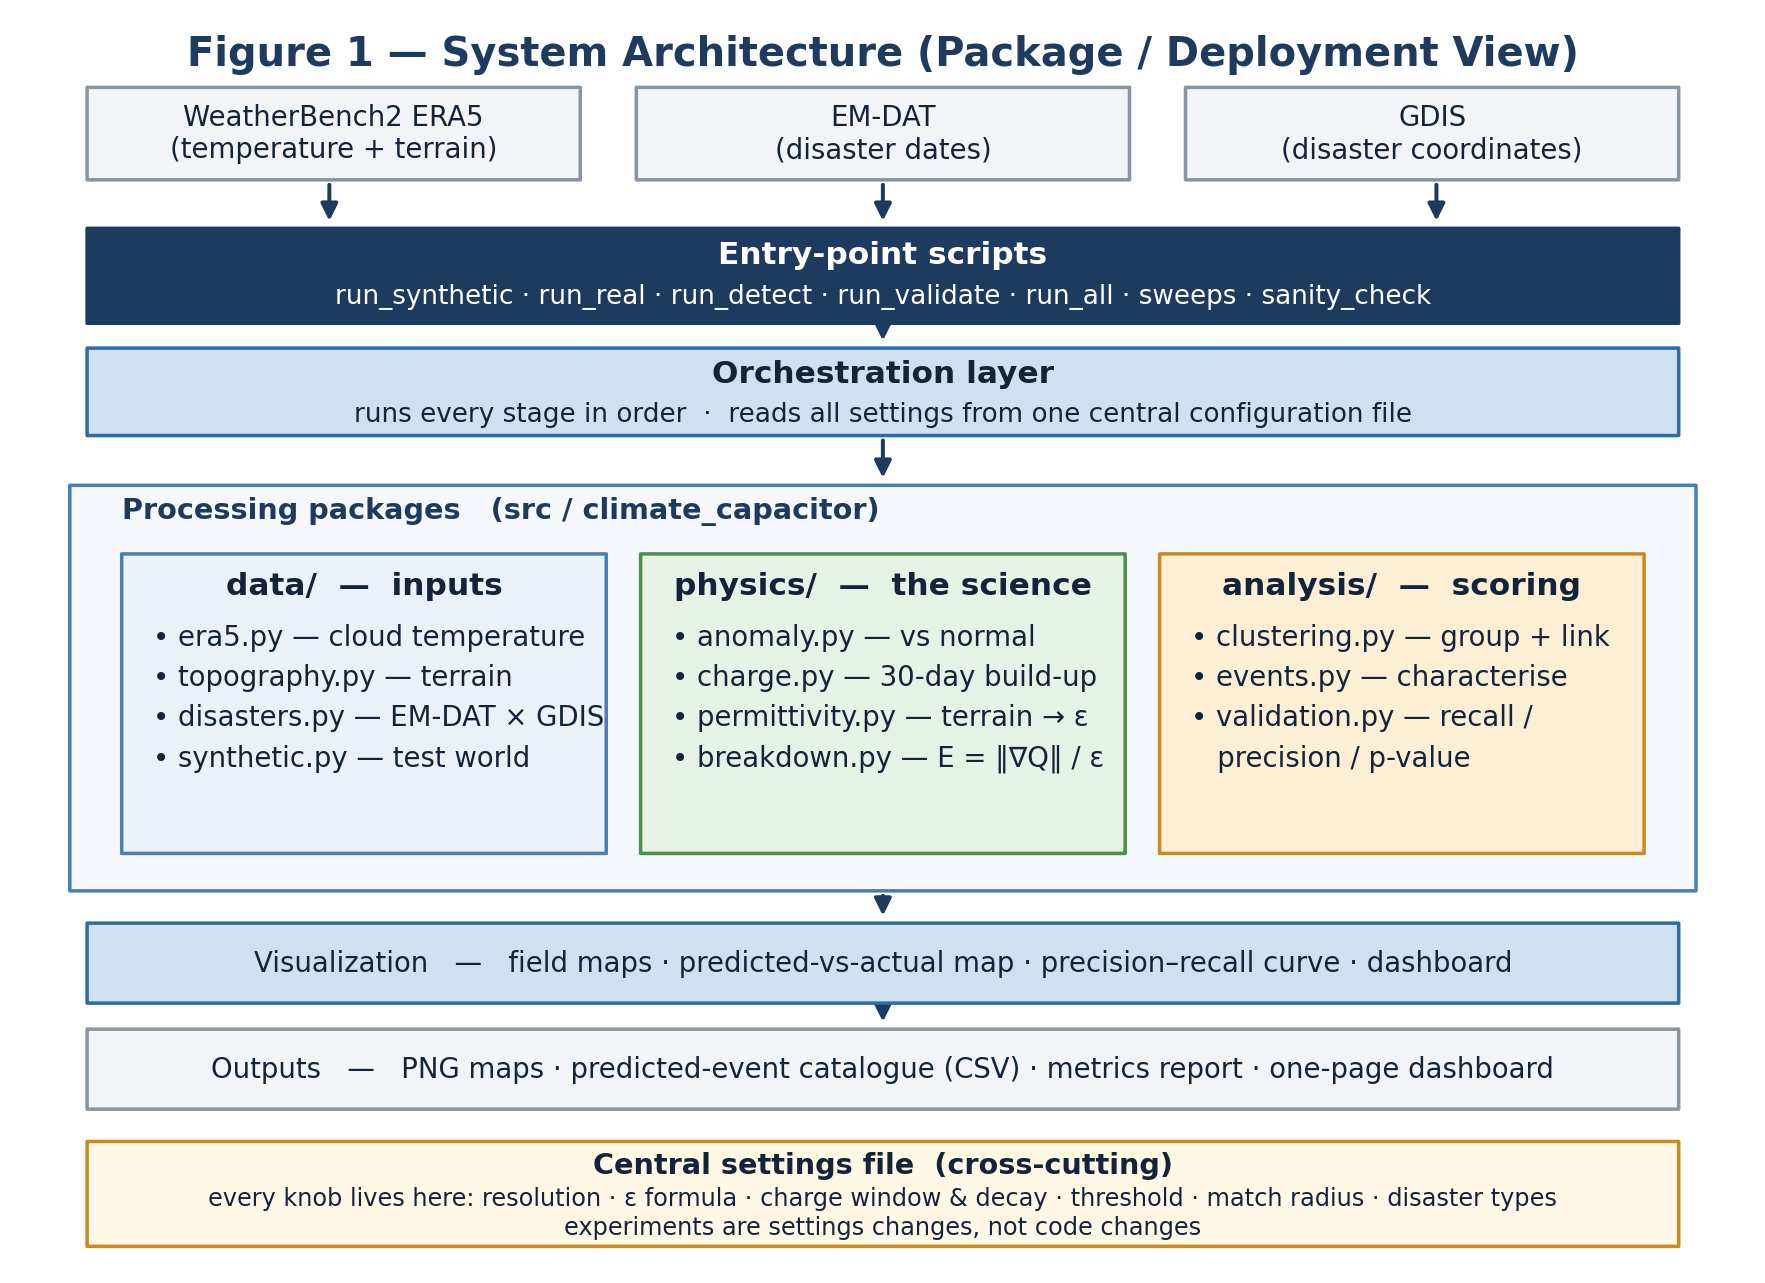 Figure 1 — System Architecture (Package / Deployment View)
WeatherBench2 ERA5
(temperature + terrain)
EM-DAT
(disaster dates)
GDIS
(disaster coordinates)
Entry-point scripts
run_synthetic · run_real · run_detect · run_validate · run_all · sweeps · sanity_check
Orchestration layer
runs every stage in order · reads all settings from one central configuration file
Processing packages (src / climate_capacitor)
data/ — inputs
• era5.py — cloud temperature
• topography.py — terrain
• disasters.py — EM-DAT × GDIS
• synthetic.py — test world
physics/ — the science
• anomaly.py — vs normal
• charge.py — 30-day build-up
• permittivity.py — terrain → ε
• breakdown.py — E = ‖∇Q‖ / ε
analysis/ — scoring
• clustering.py — group + link
• events.py — characterise
• validation.py — recall /
precision / p-value
Visualization — field maps · predicted-vs-actual map · precision–recall curve · dashboard
Outputs — PNG maps · predicted-event catalogue (CSV) · metrics report · one-page dashboard
Central settings file (cross-cutting)
every knob lives here: resolution · ε formula · charge window & decay · threshold · match radius · disaster types
experiments are settings changes, not code changes